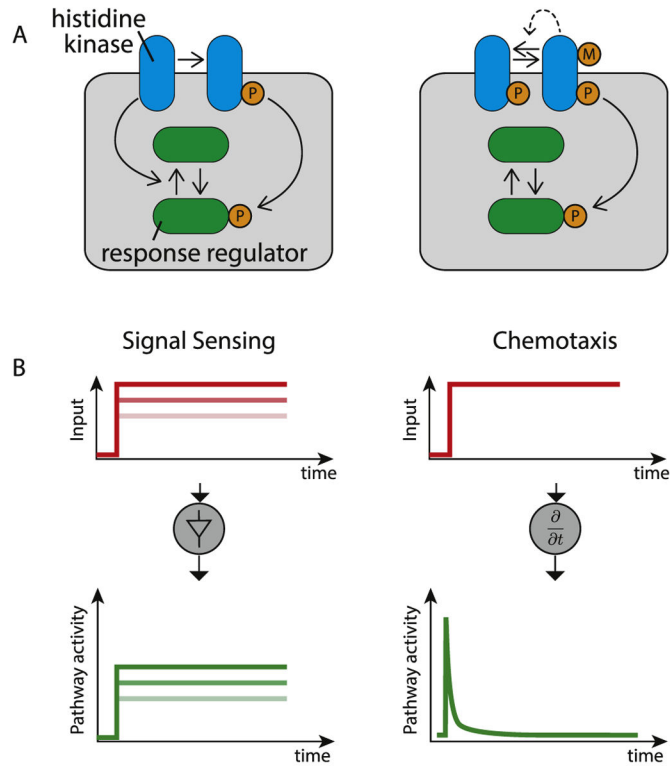 A
histidine
kinase
P
P
response regulator
M
P
P
P
B
Signal Sensing
Input
time
Pathway activity
time
Chemotaxis
Input
time
∂
∂t
Pathway activity
time